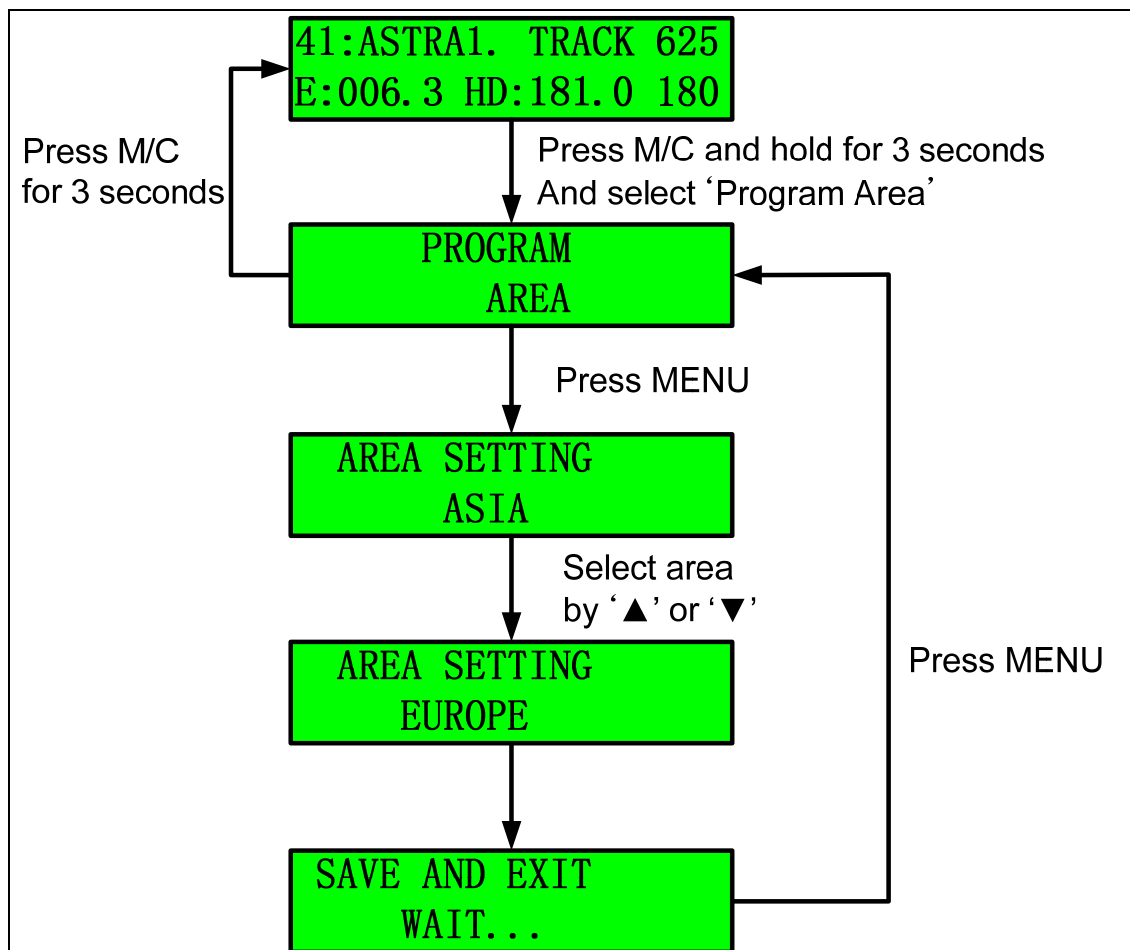 41:ASTRA1. TRACK 625
E:006.3 HD:181.0 180
Press M/C
for 3 seconds
Press M/C and hold for 3 seconds
And select ‘Program Area’
PROGRAM
AREA
Press MENU
AREA SETTING
ASIA
Select area
by ‘▲’ or ‘▼’
AREA SETTING
EUROPE
Press MENU
SAVE AND EXIT
WAIT...